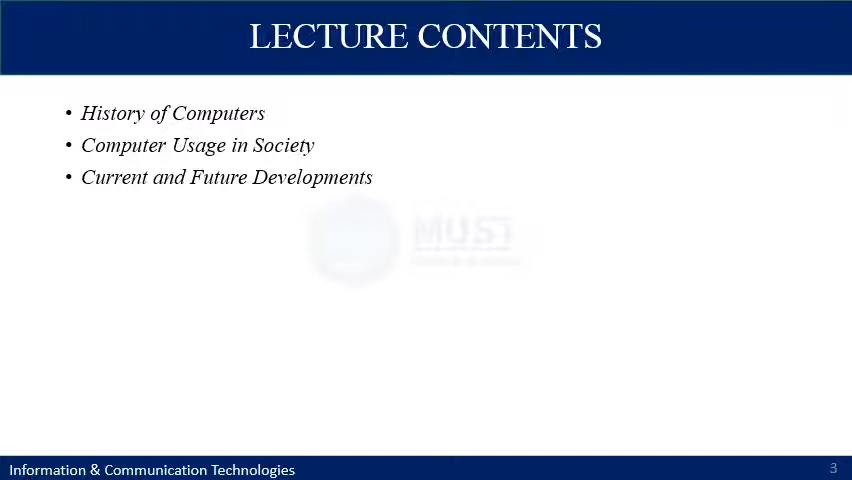 LECTURE CONTENTS
• History of Computers
• Computer Usage in Society
• Current and Future Developments
MUST
Information & Communication Technologies
3